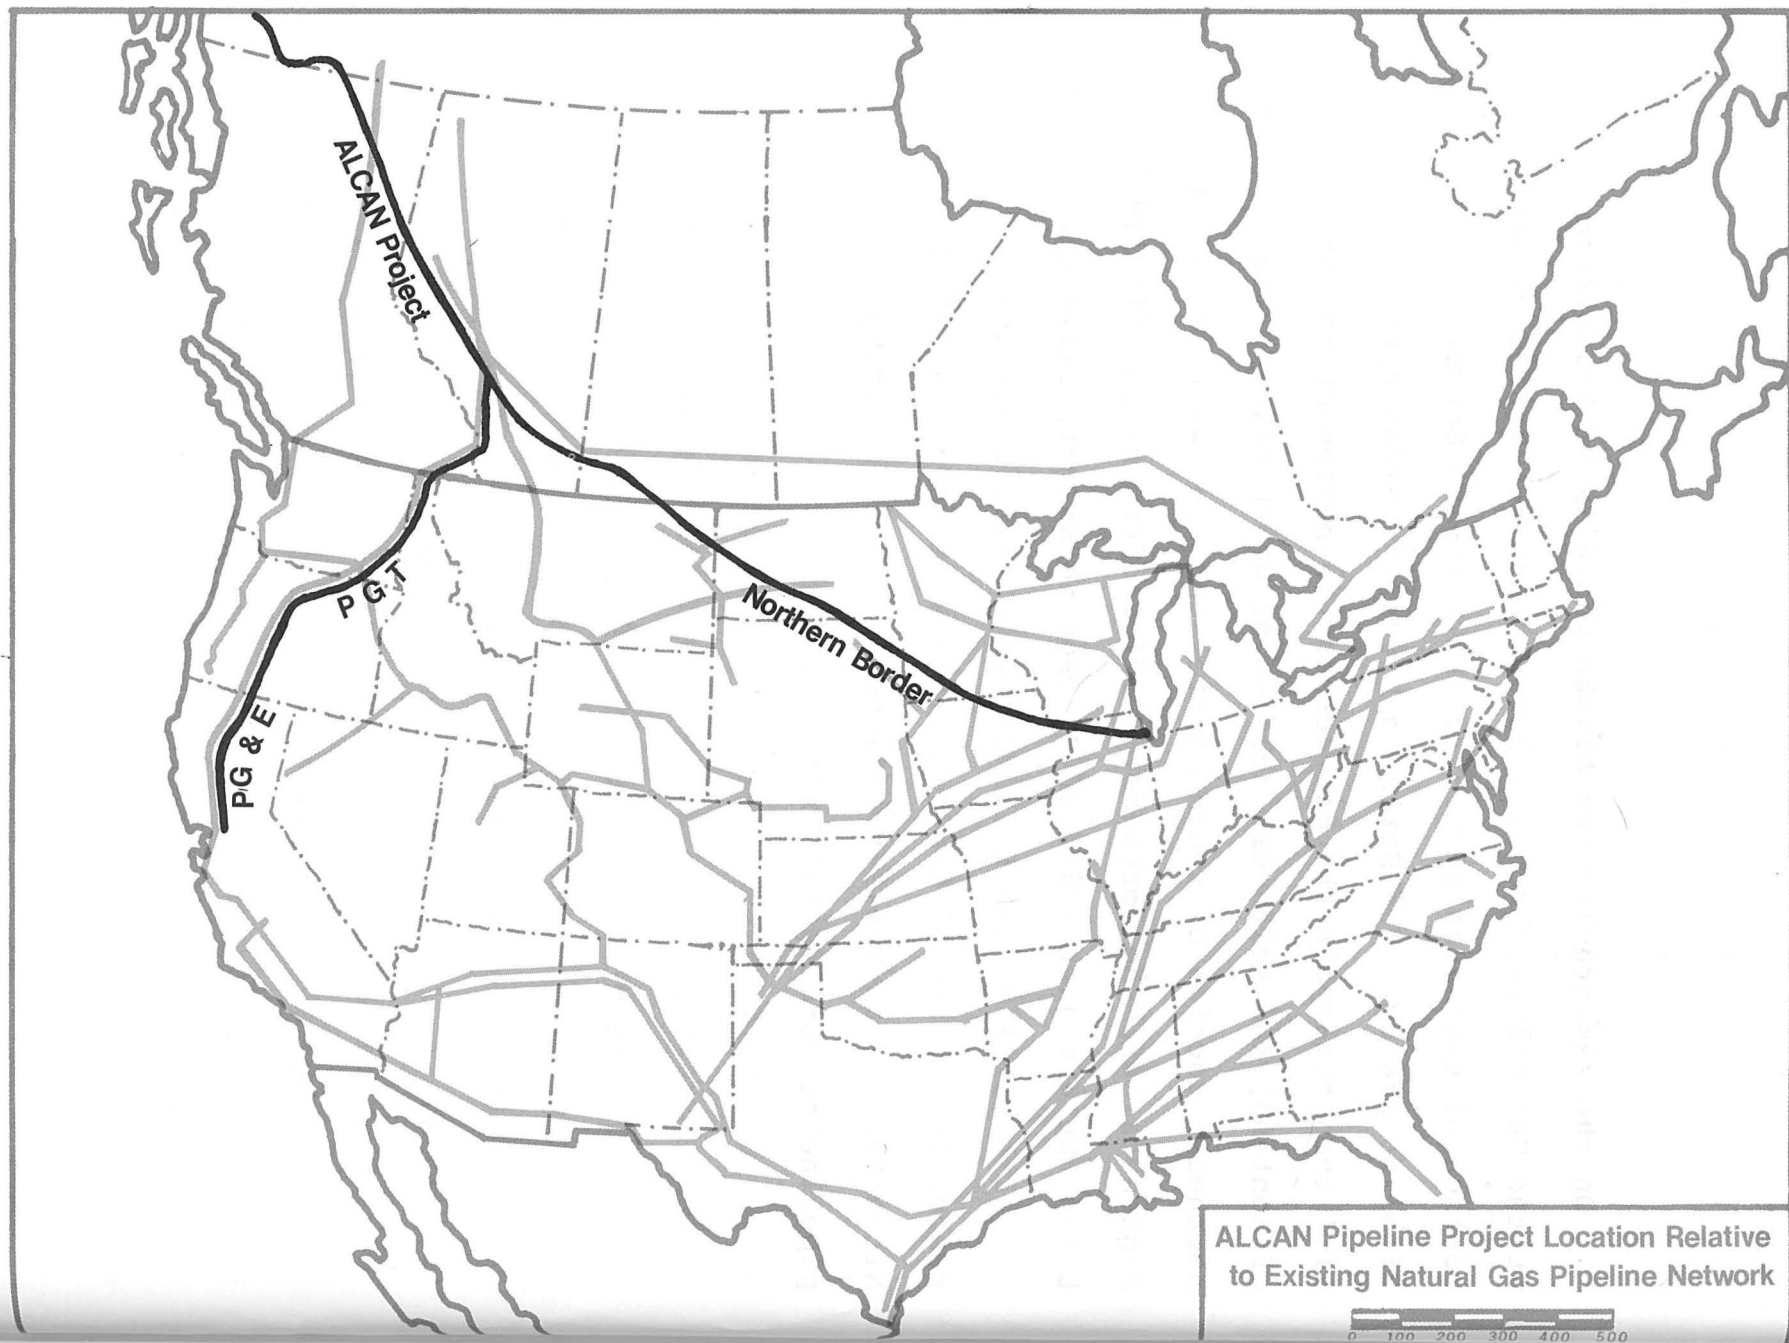 ALCAN Project
P G T
PG & E
Northern Border
ALCAN Pipeline Project Location Relative
to Existing Natural Gas Pipeline Network
0 100 200 300 400 500